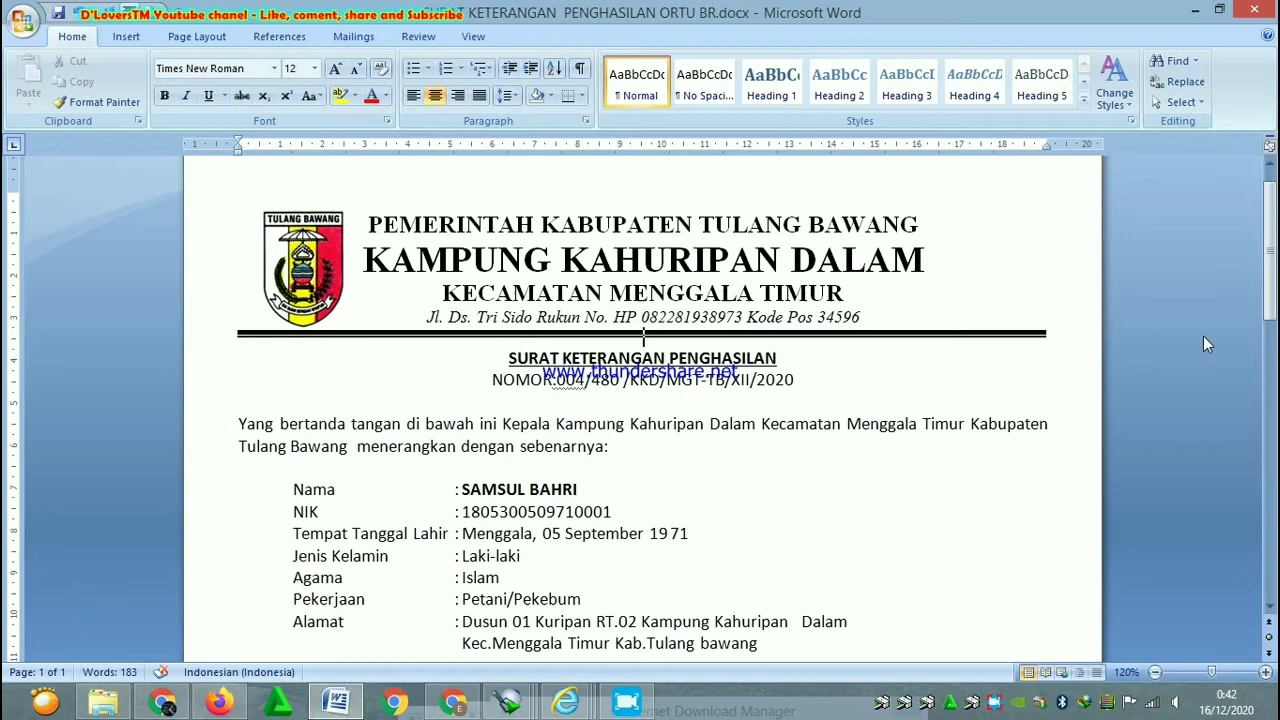 D'LoversTM Youtube chanel - Like, coment, share and Subscribe
SURAT KETERANGAN PENGHASILAN ORTU BR.docx - Microsoft Word
Home Insert Page Layout References Mailings Review View
Paste
Cut
Copy
Format Painter
Clipboard
Times New Roman 12
Font
Paragraph
AaBbCcDc AaBbCcDc AaBbC AaBbCc AaBbCcI AaBbCcD AaBbCcD
¶ Normal ¶ No Spaci... Heading 1 Heading 2 Heading 3 Heading 4 Heading 5
Change Styles
Styles
Find
Replace
Select
Editing
TULANG BAWANG
PEMERINTAH KABUPATEN TULANG BAWANG
KAMPUNG KAHURIPAN DALAM
KECAMATAN MENGGALA TIMUR
Jl. Ds. Tri Sido Rukun No. HP 082281938973 Kode Pos 34596
SURAT KETERANGAN PENGHASILAN
www.thundershare.net
NOMOR:004/480 /KKD/MGT-TB/XII/2020
Yang bertanda tangan di bawah ini Kepala Kampung Kahuripan Dalam Kecamatan Menggala Timur Kabupaten
Tulang Bawang menerangkan dengan sebenarnya:
Nama : SAMSUL BAHRI
NIK : 1805300509710001
Tempat Tanggal Lahir : Menggala, 05 September 1971
Jenis Kelamin : Laki-laki
Agama : Islam
Pekerjaan : Petani/Pekebum
Alamat : Dusun 01 Kuripan RT.02 Kampung Kahuripan Dalam
Kec.Menggala Timur Kab.Tulang bawang
Page: 1 of 1 Words: 183 Indonesian (Indonesia) 120%
Internet Download Manager
0:42
16/12/2020